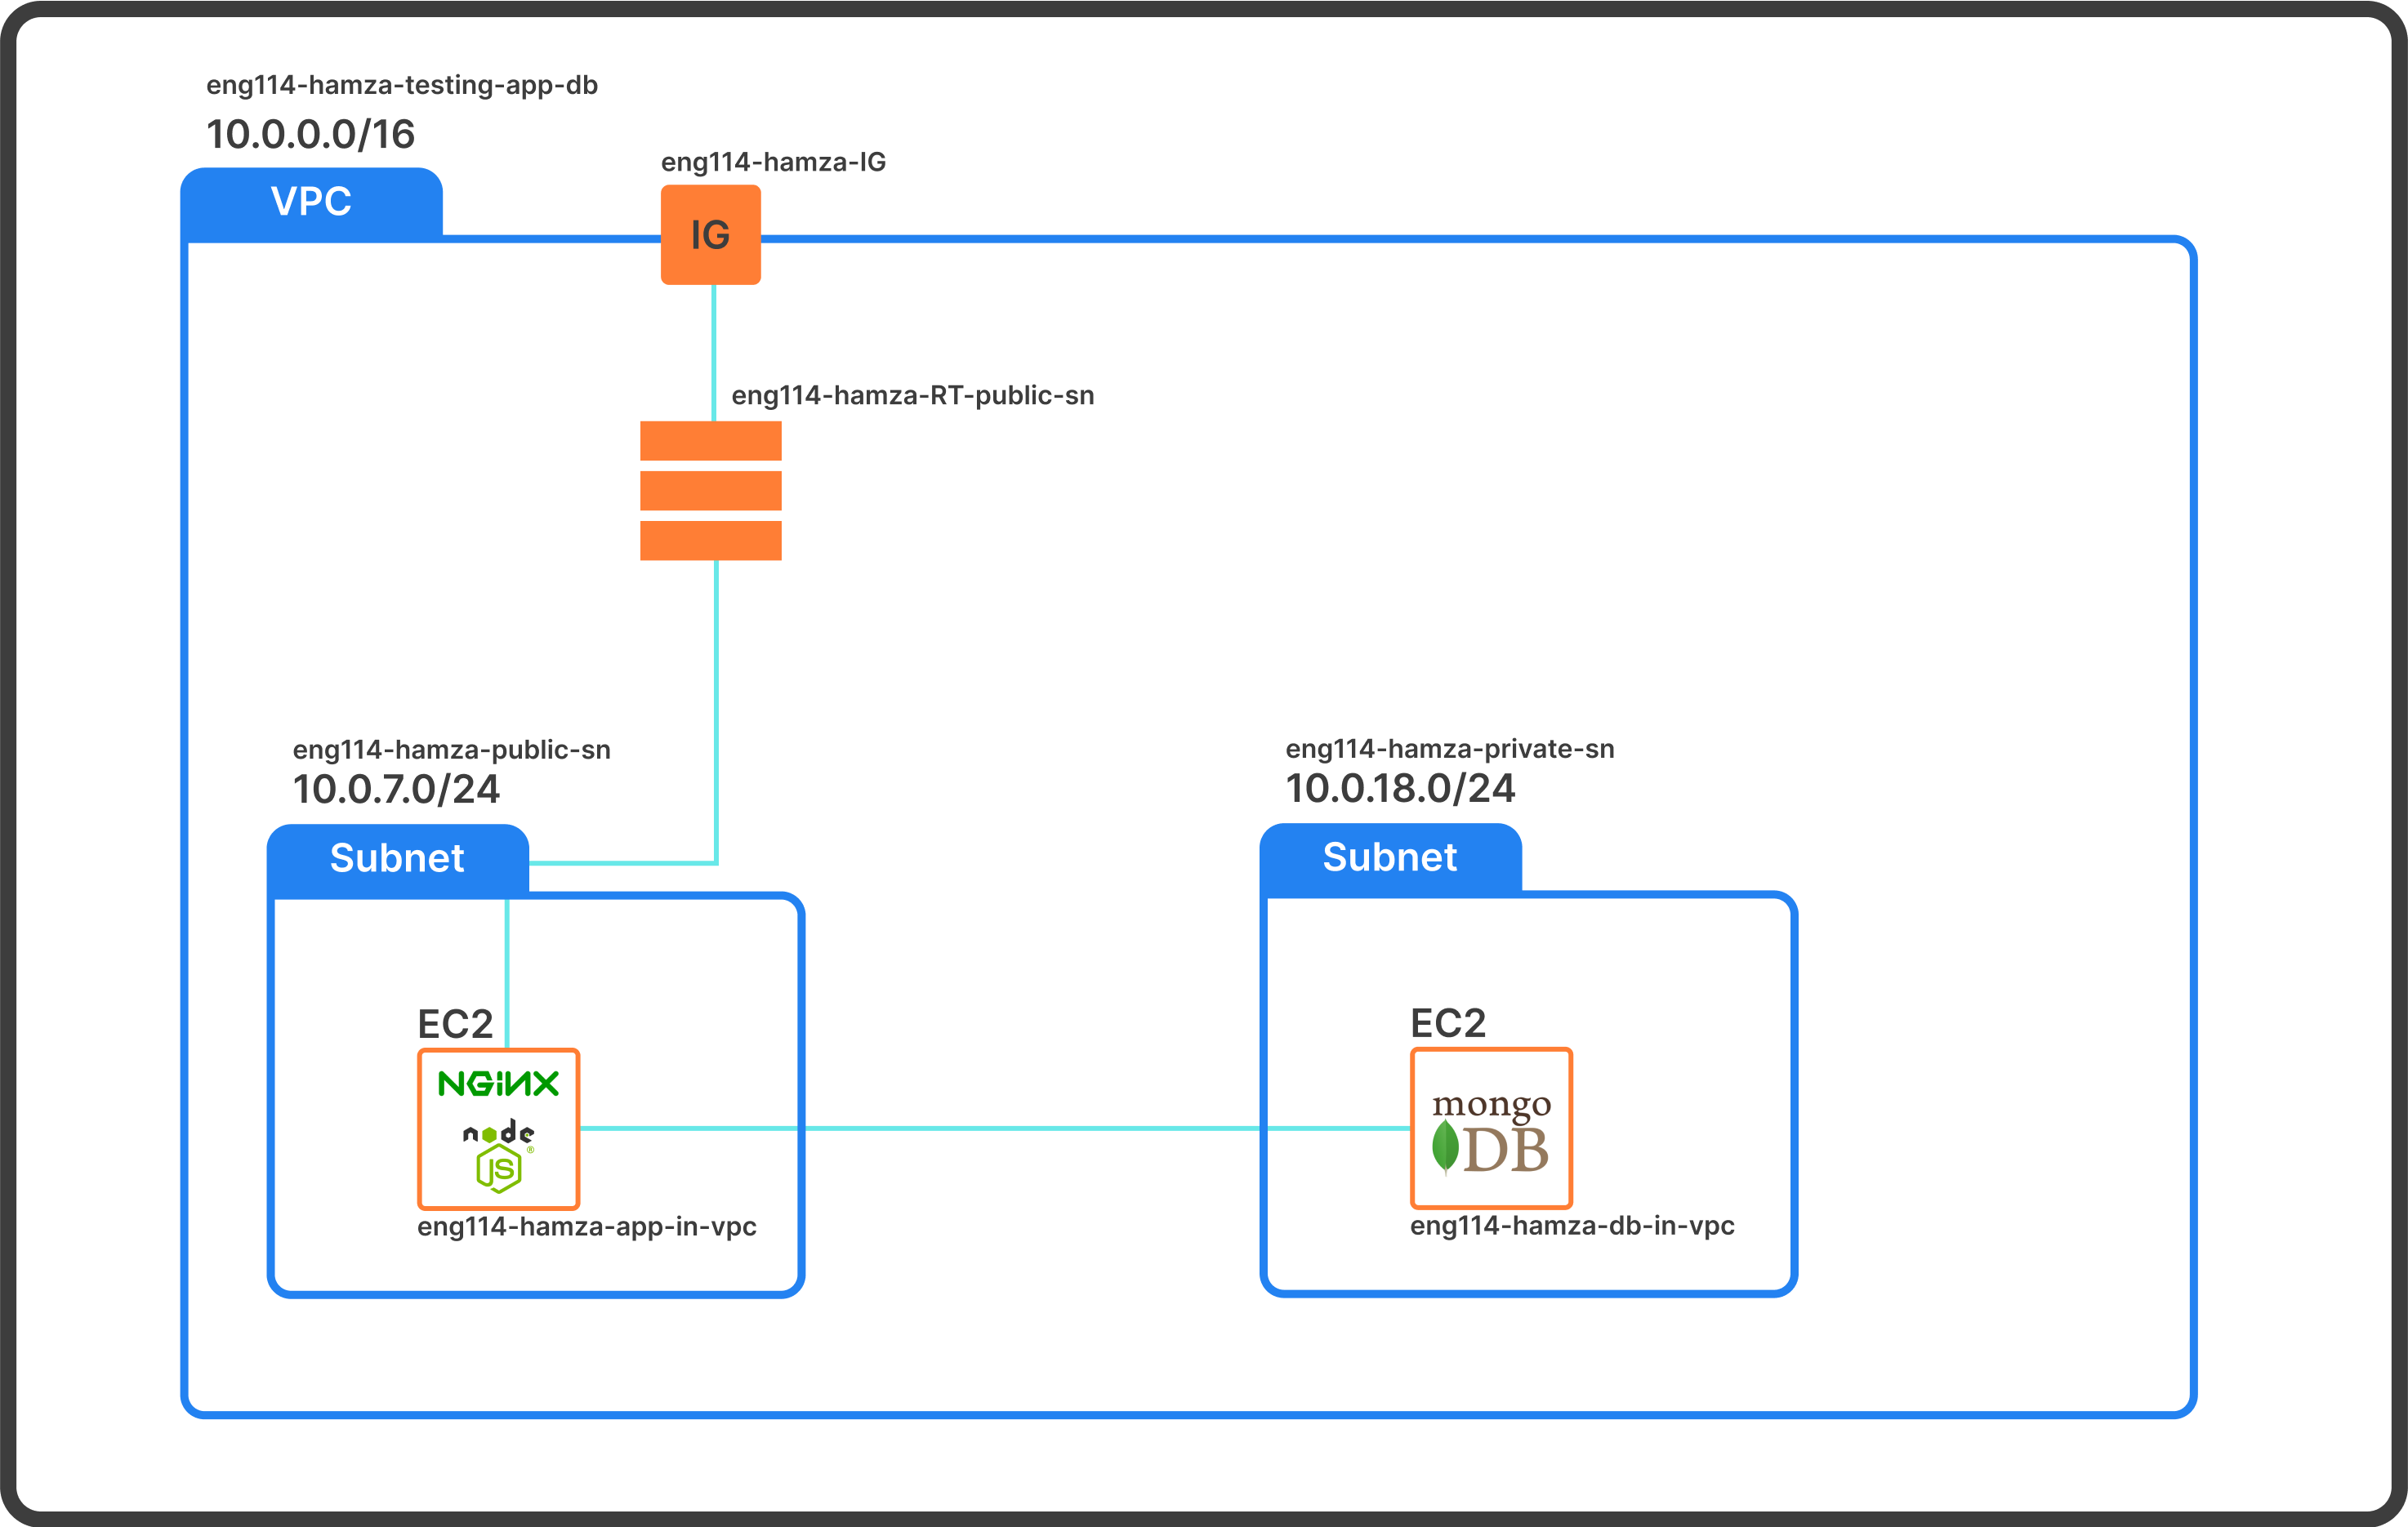 eng114-hamza-testing-app-db
10.0.0.0/16
VPC
eng114-hamza-IG
IG
eng114-hamza-RT-public-sn
eng114-hamza-public-sn
10.0.7.0/24
Subnet
EC2
NGiNX
node
JS
®
eng114-hamza-app-in-vpc
eng114-hamza-private-sn
10.0.18.0/24
Subnet
EC2
mongo
DB
eng114-hamza-db-in-vpc